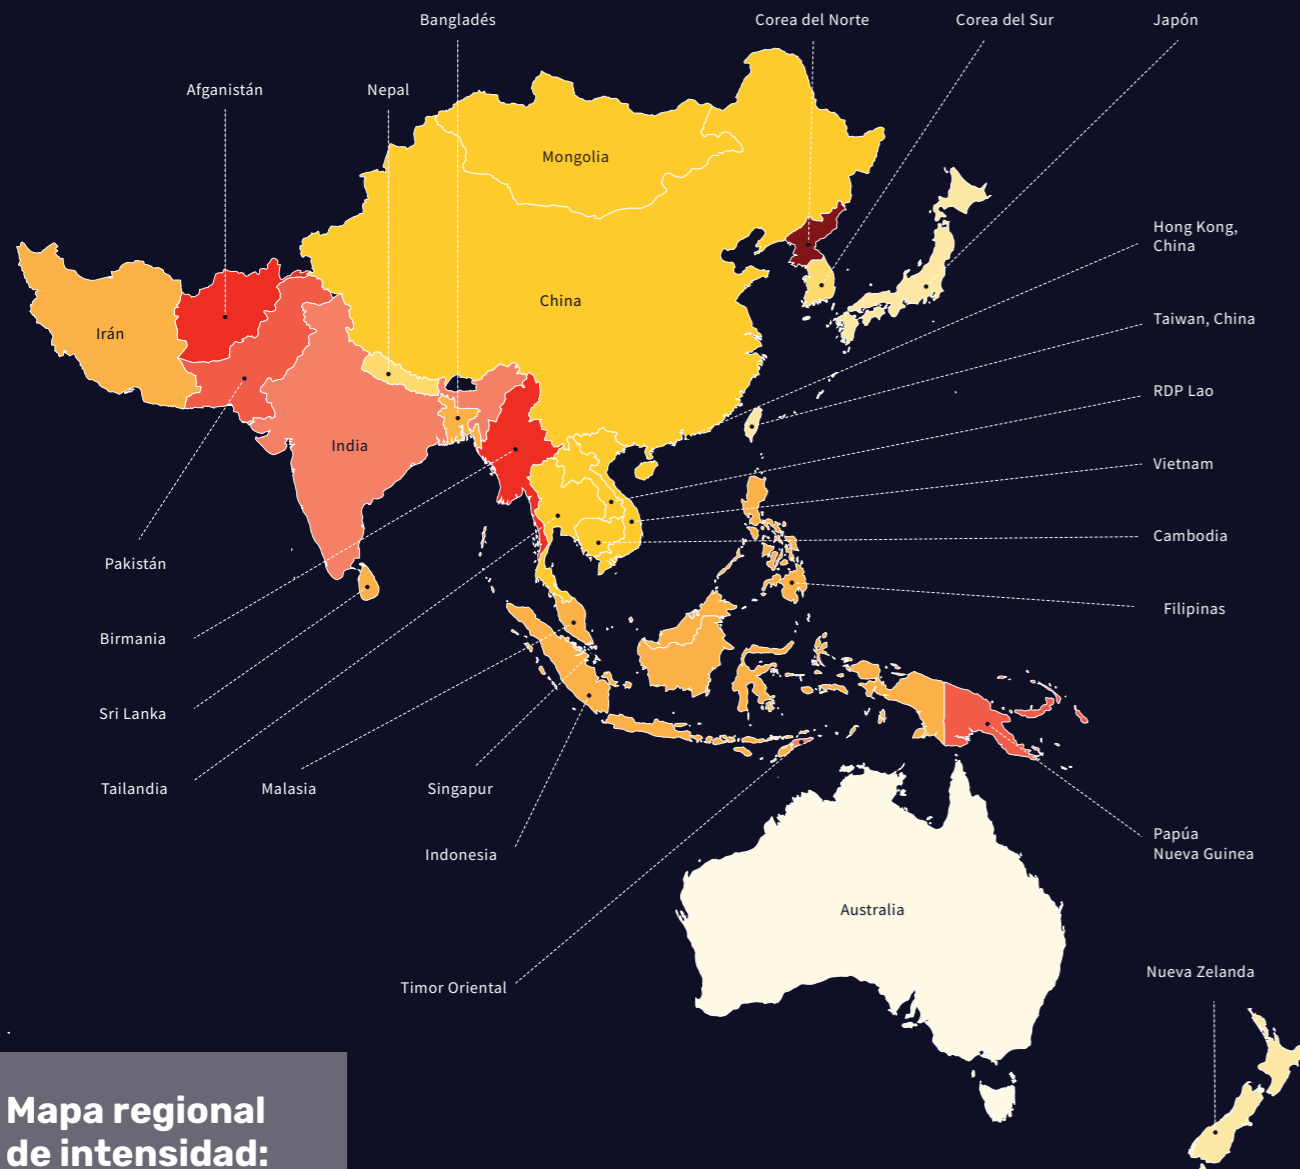 Bangladés
Corea del Norte
Corea del Sur
Japón
Afganistán
Nepal
Mongolia
Hong Kong,
China
China
Taiwan, China
Irán
RDP Lao
India
Vietnam
Cambodia
Pakistán
Filipinas
Birmania
Sri Lanka
Tailandia
Malasia
Singapur
Indonesia
Papúa
Nueva Guinea
Australia
Timor Oriental
Nueva Zelanda
Mapa regional
de intensidad: